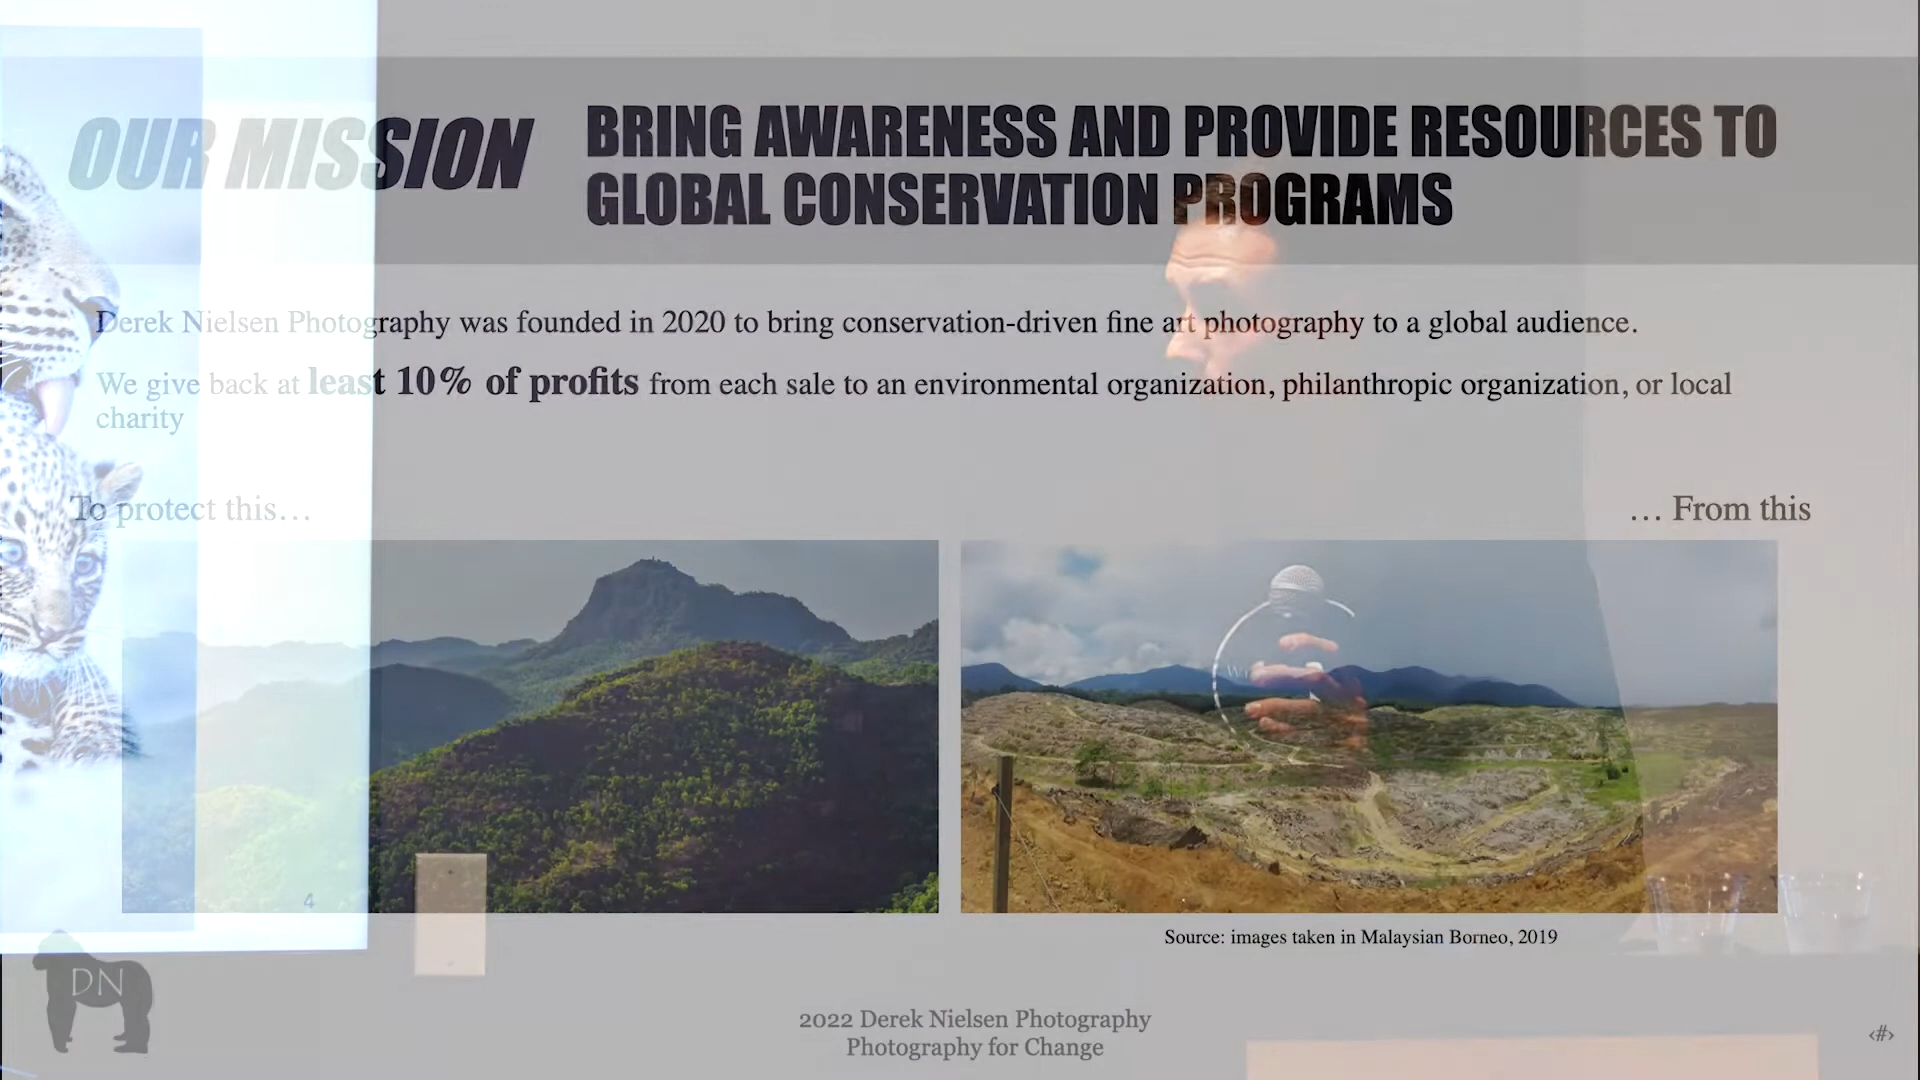 OUR MISSION
BRING AWARENESS AND PROVIDE RESOURCES TO
GLOBAL CONSERVATION PROGRAMS
Derek Nielsen Photography was founded in 2020 to bring conservation-driven fine art photography to a global audience.
We give back at least 10% of profits from each sale to an environmental organization, philanthropic organization, or local
charity
To protect this…
… From this
4
Source: images taken in Malaysian Borneo, 2019
DN
2022 Derek Nielsen Photography
Photography for Change
‹#›